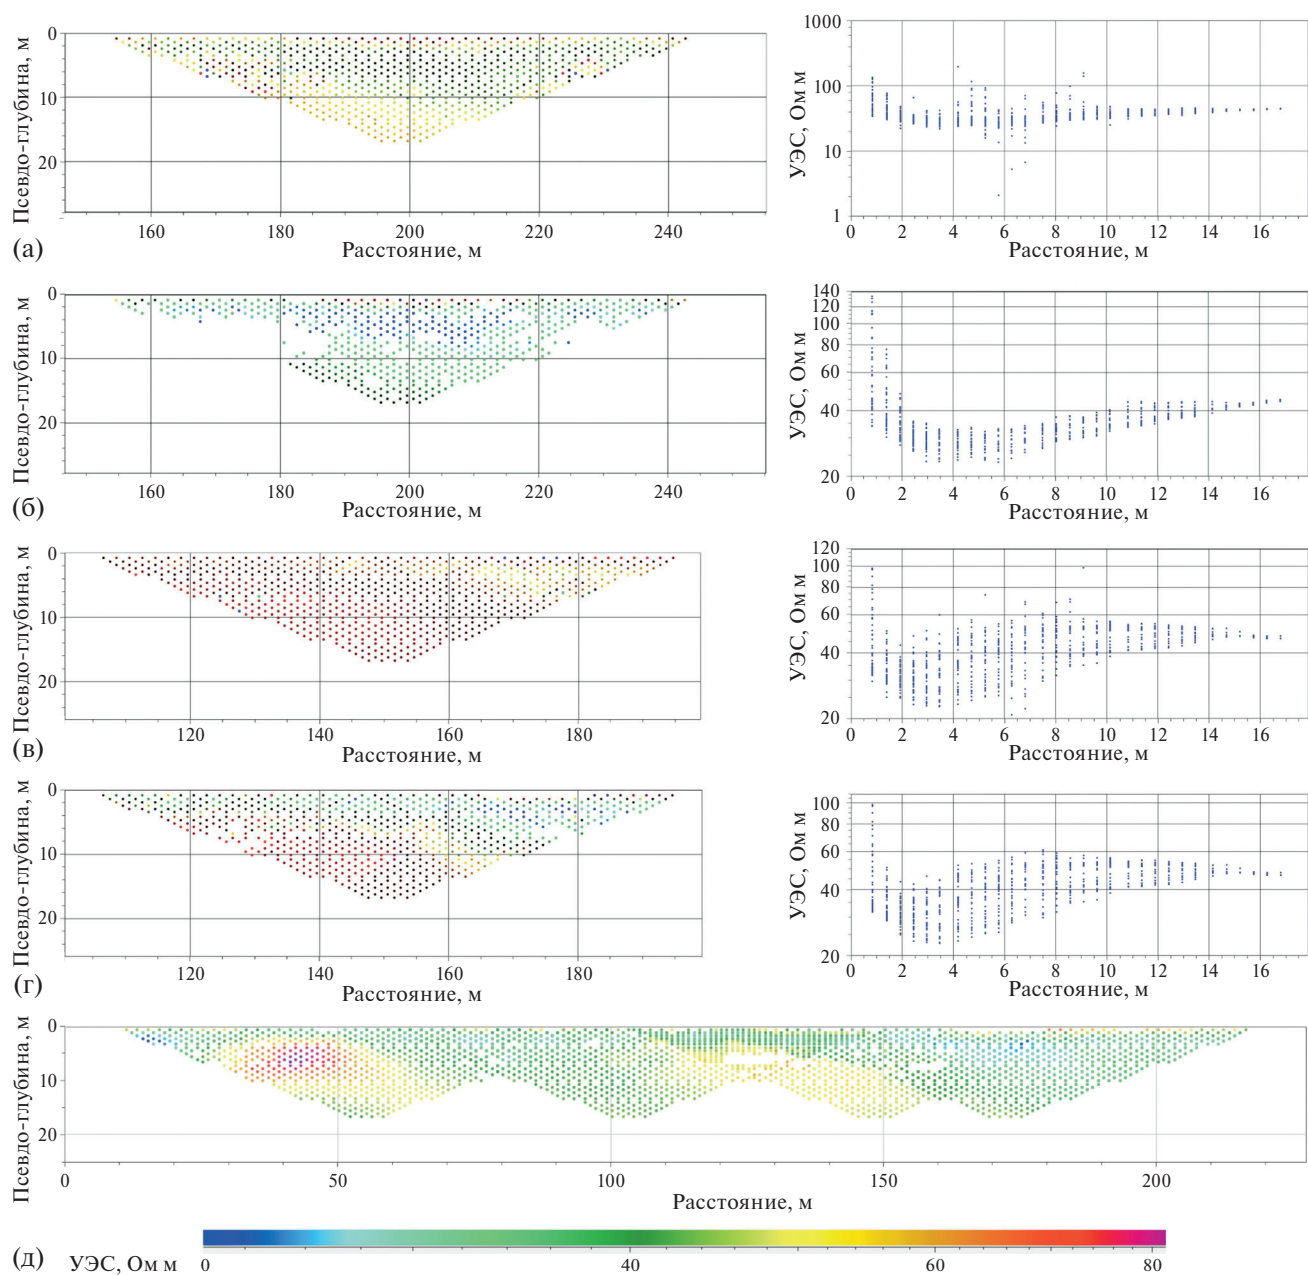 Псевдо-глубина, м
0
10
20
160 180 200 220 240
Расстояние, м
(а)
УЭС, Ом м
1000
100
10
1
0 2 4 6 8 10 12 14 16
Расстояние, м
Псевдо-глубина, м
0
10
20
160 180 200 220 240
Расстояние, м
(б)
УЭС, Ом м
140
120
100
80
60
40
20
0 2 4 6 8 10 12 14 16
Расстояние, м
Псевдо-глубина, м
0
10
20
120 140 160 180
Расстояние, м
(в)
УЭС, Ом м
120
100
80
60
40
20
0 2 4 6 8 10 12 14 16
Расстояние, м
Псевдо-глубина, м
0
10
20
120 140 160 180
Расстояние, м
(г)
УЭС, Ом м
100
80
60
40
20
0 2 4 6 8 10 12 14 16
Расстояние, м
Псевдо-глубина, м
0
10
20
0 50 100 150 200
Расстояние, м
(д)
УЭС, Ом м 0 40 60 80